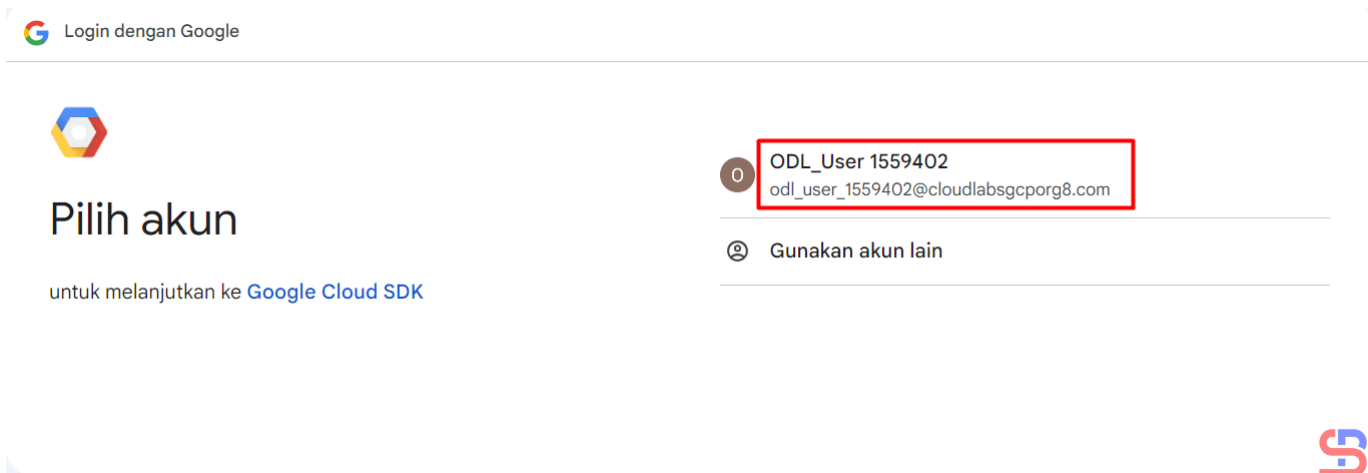 Login dengan Google
Pilih akun
untuk melanjutkan ke Google Cloud SDK
O
ODL_User 1559402
odl_user_1559402@cloudlabsgcporg8.com
Gunakan akun lain